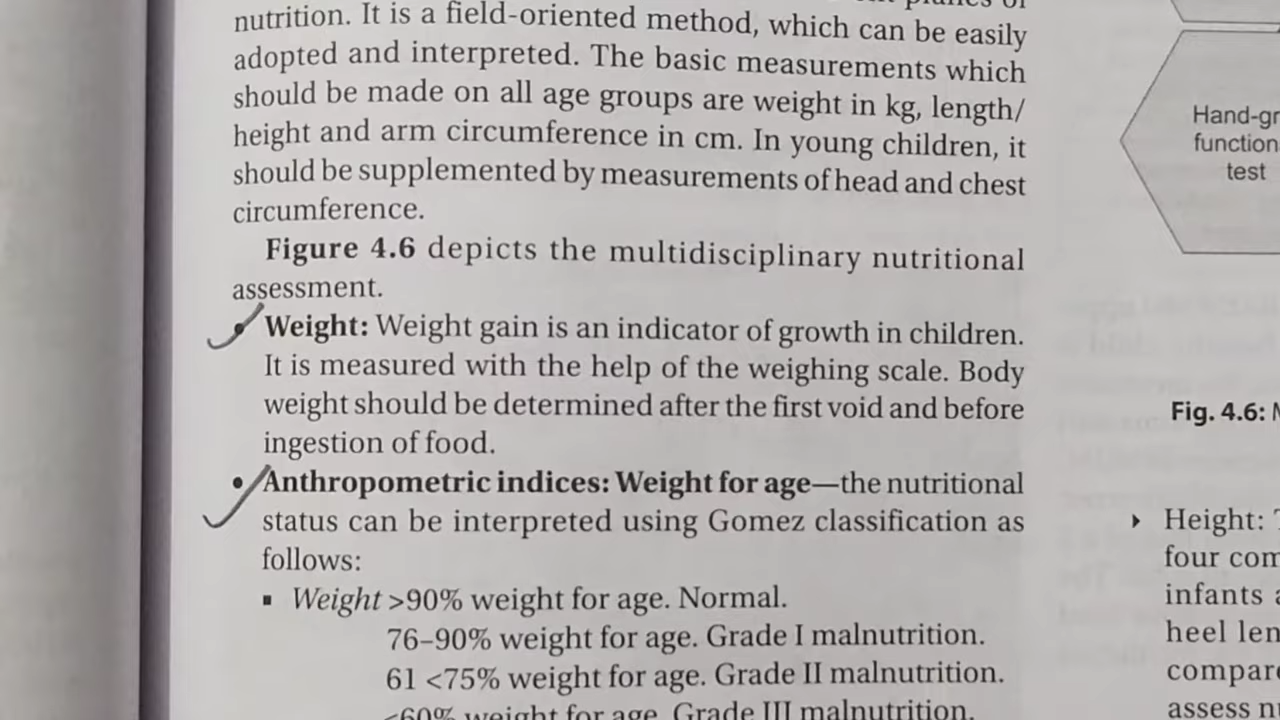 nutrition. It is a field-oriented method, which can be easily
adopted and interpreted. The basic measurements which
should be made on all age groups are weight in kg, length/
height and arm circumference in cm. In young children, it
should be supplemented by measurements of head and chest
circumference.
Figure 4.6 depicts the multidisciplinary nutritional
assessment.
• Weight: Weight gain is an indicator of growth in children.
It is measured with the help of the weighing scale. Body
weight should be determined after the first void and before
ingestion of food.
• Anthropometric indices: Weight for age—the nutritional
status can be interpreted using Gomez classification as
follows:
▪ Weight >90% weight for age. Normal.
76–90% weight for age. Grade I malnutrition.
61 <75% weight for age. Grade II malnutrition.
<60% weight for age. Grade III malnutrition.
Hand-gr
function
test
Fig. 4.6:
Height:
four com
infants
heel len
compar
assess